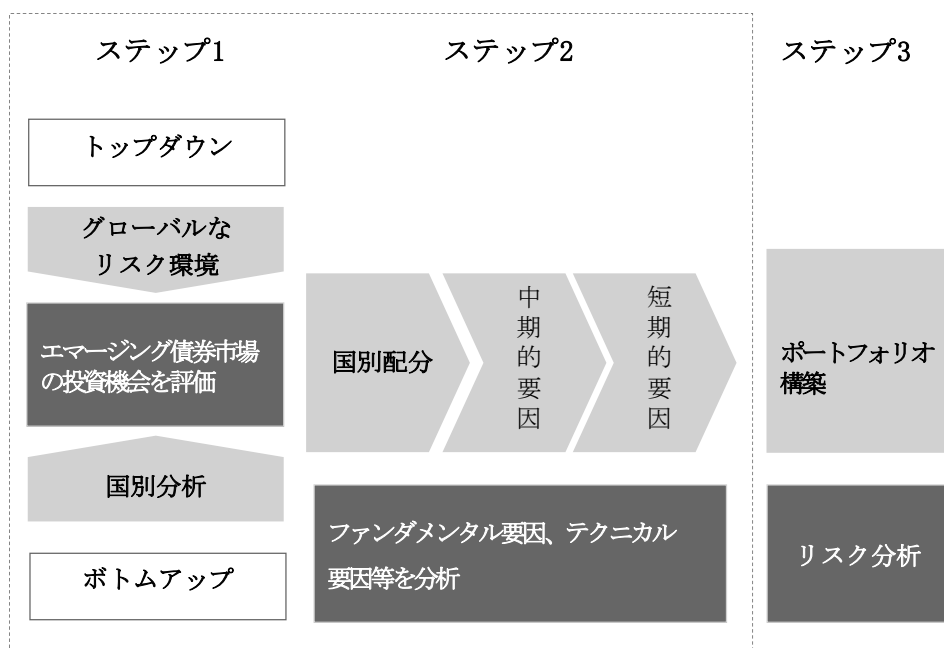 ステップ1
トップダウン
グローバルな
リスク環境
エマージング債券市場
の投資機会を評価
国別分析
ボトムアップ
ステップ2
国別配分
中期的要因
短期的要因
ファンダメンタル要因、テクニカル
要因等を分析
ステップ3
ポートフォリオ
構築
リスク分析